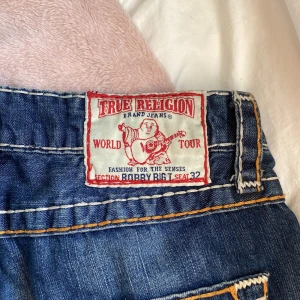 TRUE RELIGION
BRAND JEANS®
WORLD TOUR
FASHION FOR THE SENSES
SECTION BOBBY BIG T SEAT 32